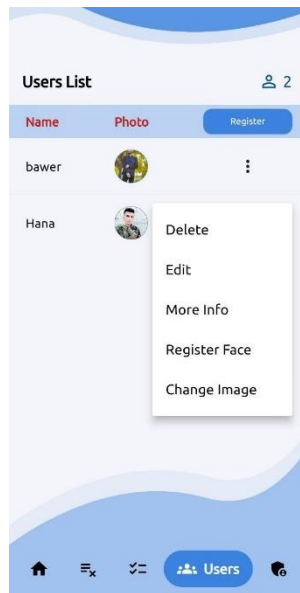 Users List 2
Name Photo Register
bawer
Hana
Delete
Edit
More Info
Register Face
Change Image
Users